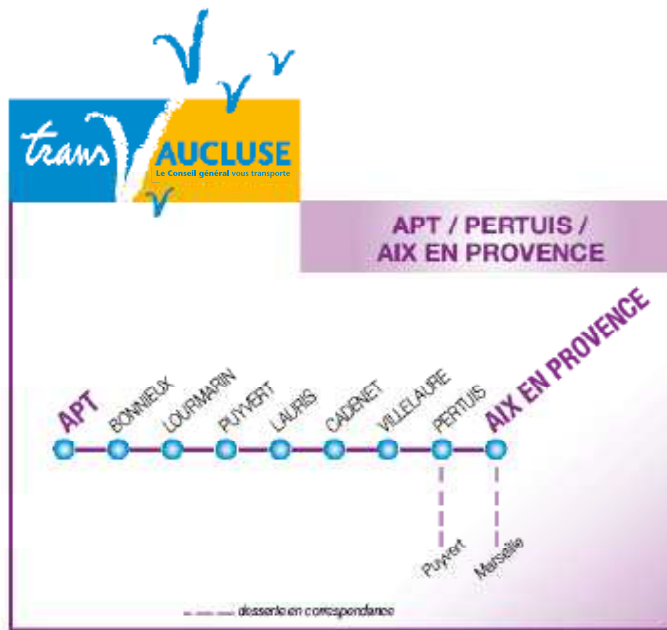 trans VAUCLUSE
Le Conseil général vous transporte
APT / PERTUIS /
AIX EN PROVENCE
APT
BONNIEUX
LOURMARIN
PUYVERT
LAURIS
CADENET
VILLELAURE
PERTUIS
AIX EN PROVENCE
Puyvert
Marseille
desserte en correspondance